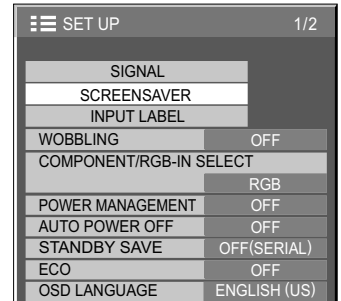 SET UP 1/2
SIGNAL
SCREENSAVER
INPUT LABEL
WOBBLING OFF
COMPONENT/RGB-IN SELECT
RGB
POWER MANAGEMENT OFF
AUTO POWER OFF OFF
STANDBY SAVE OFF(SERIAL)
ECO OFF
OSD LANGUAGE ENGLISH (US)